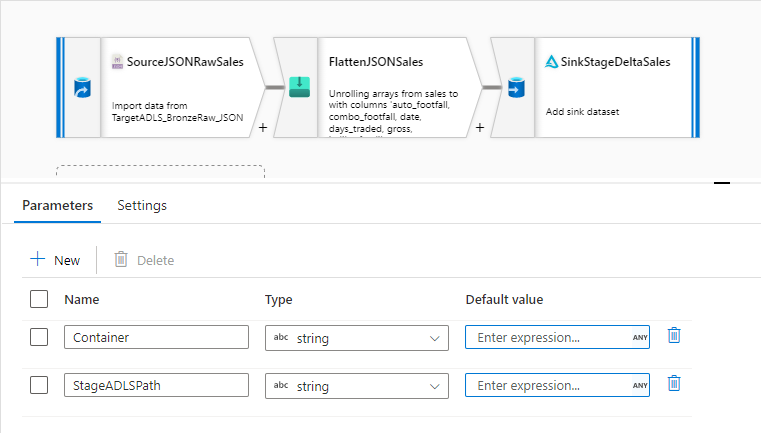 SourceJSONRawSales
Import data from
TargetADLS_BronzeRaw_JSON
+
FlattenJSONSales
Unrolling arrays from sales to
with columns 'auto_footfall,
combo_footfall, date,
days_traded, gross,
+
SinkStageDeltaSales
Add sink dataset
Parameters Settings
+ New Delete
Name Type Default value
Container abc string Enter expression... ANY
StageADLSPath abc string Enter expression... ANY